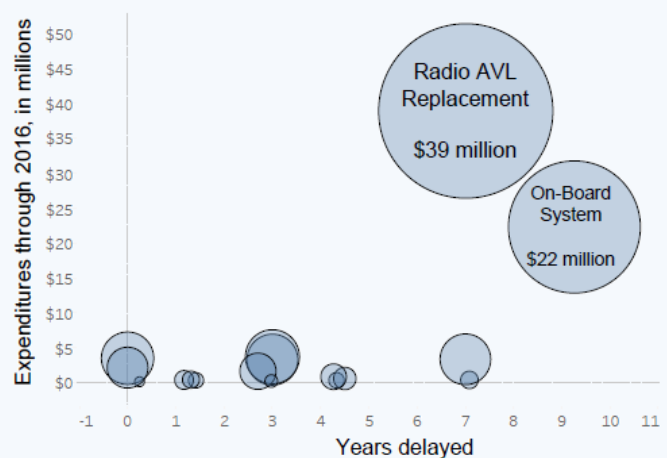 Expenditures through 2016, in millions
$50
$45
$40
$35
$30
$25
$20
$15
$10
$5
$0
Radio AVL
Replacement
$39 million
On-Board
System
$22 million
-1 0 1 2 3 4 5 6 7 8 9 10 11
Years delayed